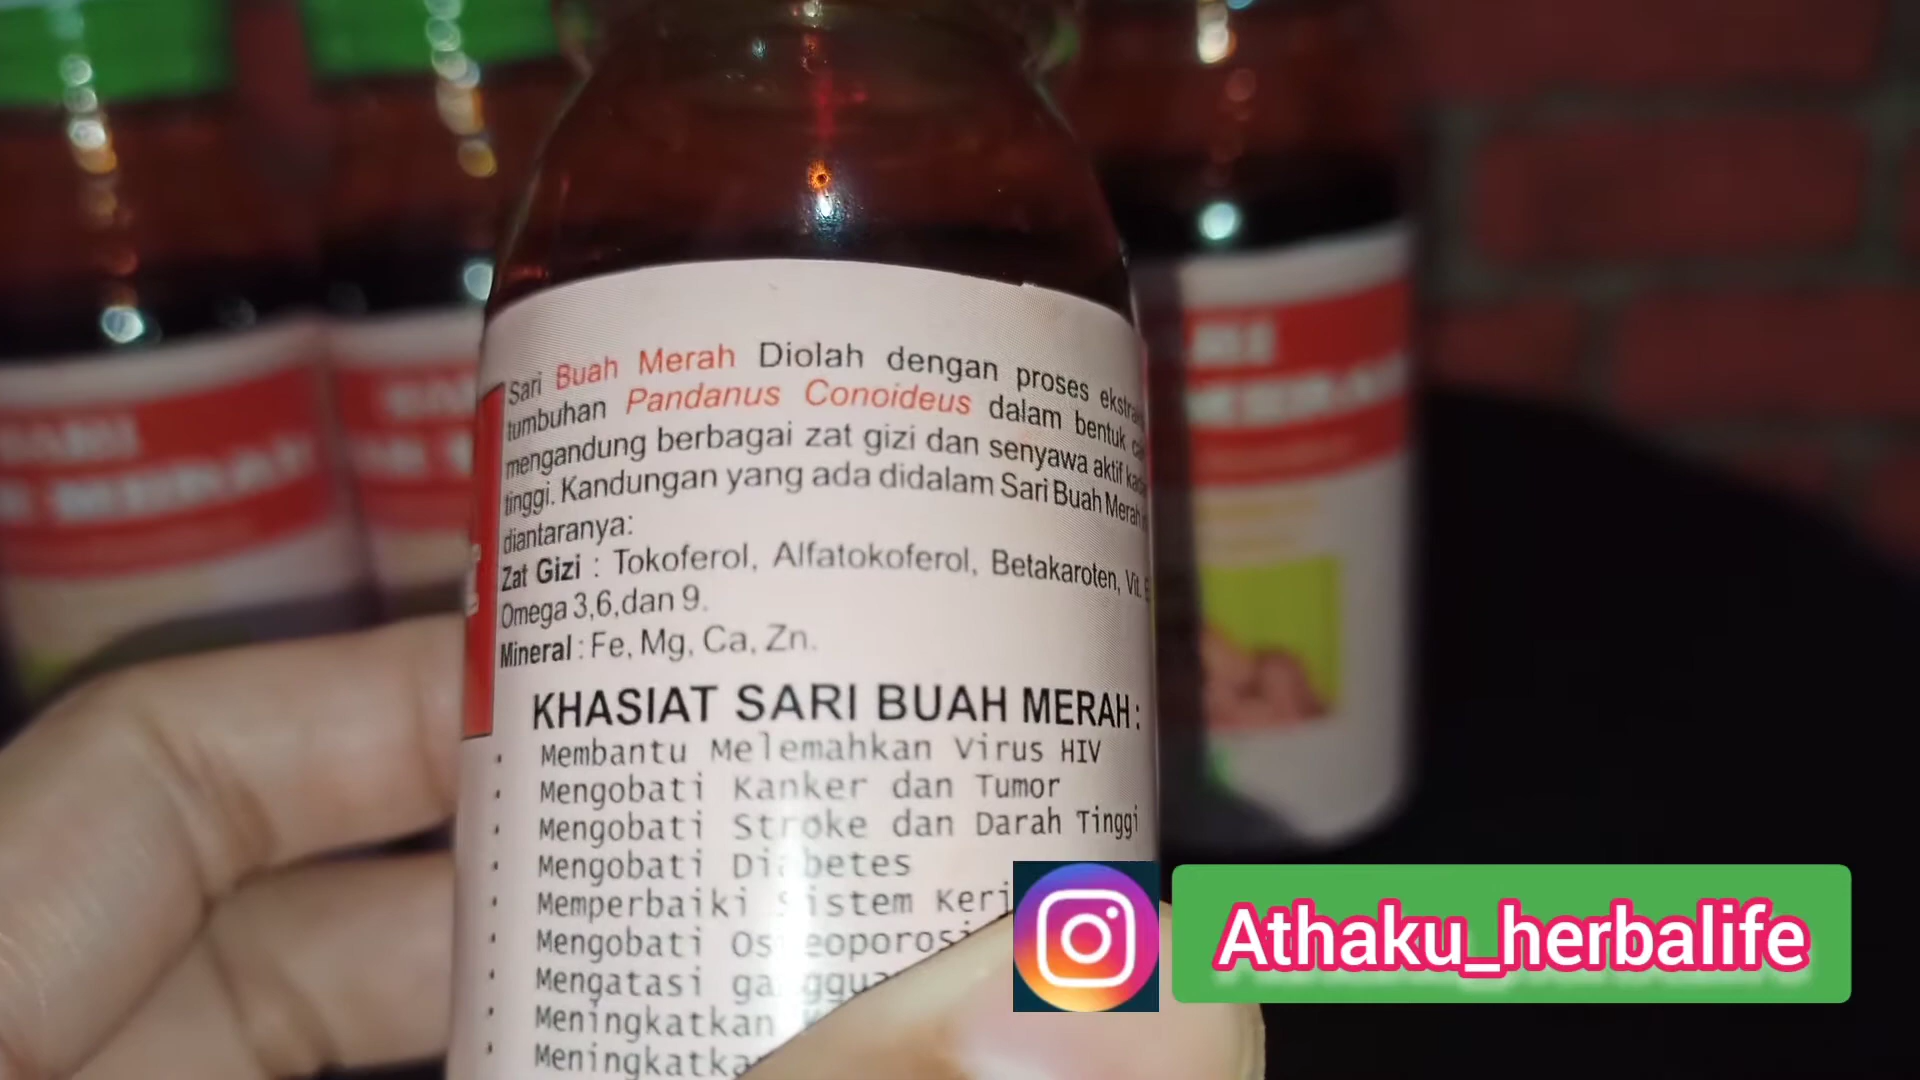 Sari Buah Merah Diolah dengan proses
tumbuhan Pandanus Conoideus dalam bentuk
mengandung berbagai zat gizi dan senyawa aktif
tinggi. Kandungan yang ada didalam Sari Buah Merah
diantaranya:
Zat Gizi : Tokoferol, Alfatokoferol, Betakaroten, Vit.
Omega 3,6,dan 9.
Mineral : Fe, Mg, Ca, Zn.
KHASIAT SARI BUAH MERAH:
· Membantu Melemahkan Virus HIV
· Mengobati Kanker dan Tumor
· Mengobati Stroke dan Darah Tinggi
· Mengobati Diabetes
· Memperbaiki Sistem
· Mengobati
· Mengatasi
· Meningkatkan
·
Athaku_herbalife